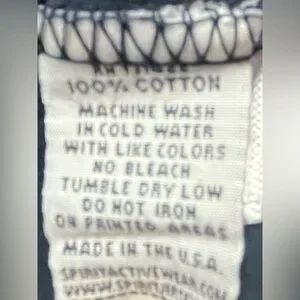 100% COTTON
MACHINE WASH
IN COLD WATER
WITH LIKE COLORS
NO BLEACH
TUMBLE DRY LOW
DO NOT IRON
ON PRINTED AREAS
MADE IN THE U.S.A.
SPIRITACTIVEWEAR.COM